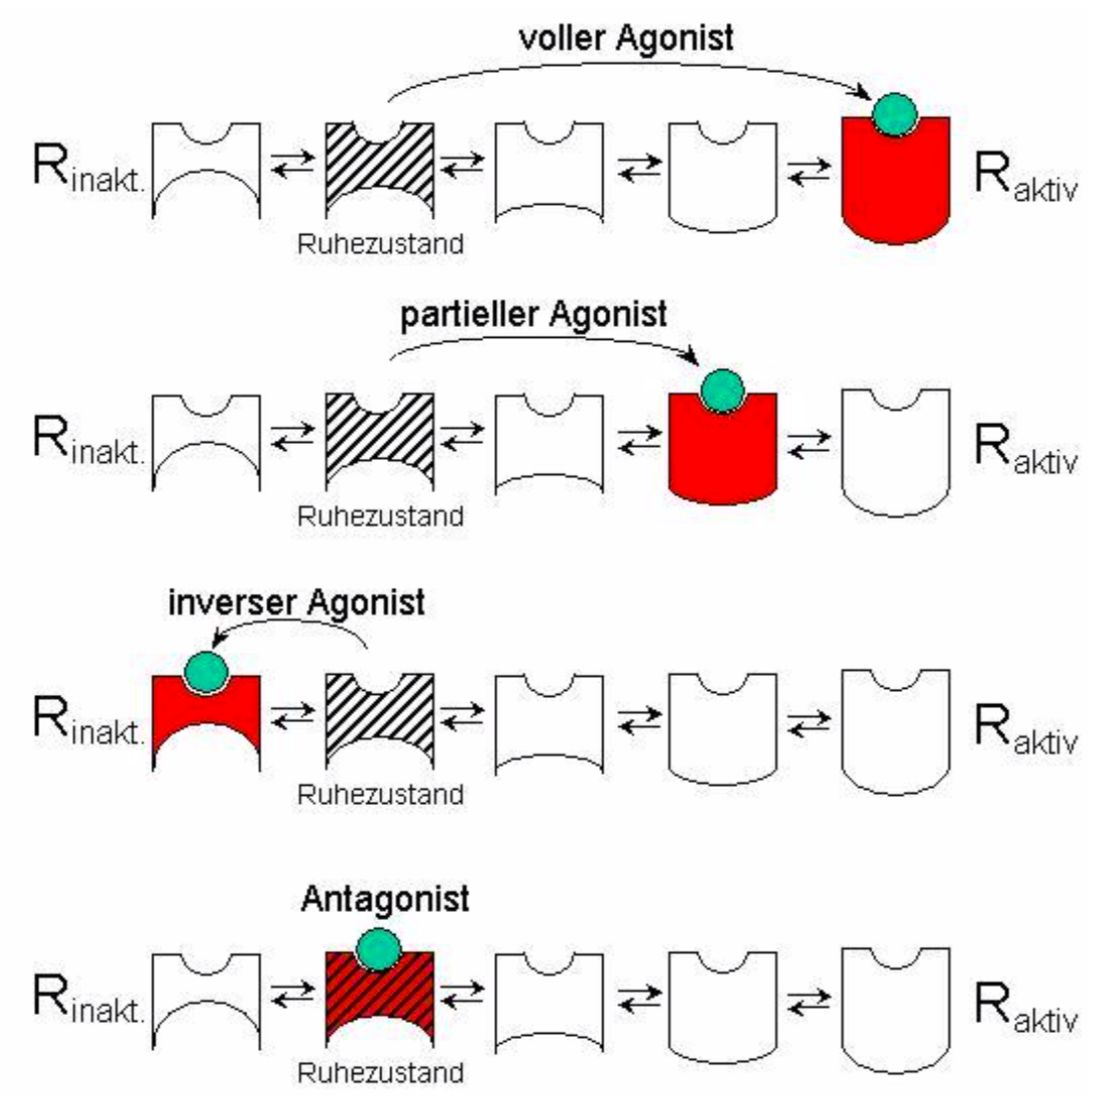 voller Agonist
Rinakt. Raktiv
Ruhezustand
partieller Agonist
Rinakt. Raktiv
Ruhezustand
inverser Agonist
Rinakt. Raktiv
Ruhezustand
Antagonist
Rinakt. Raktiv
Ruhezustand